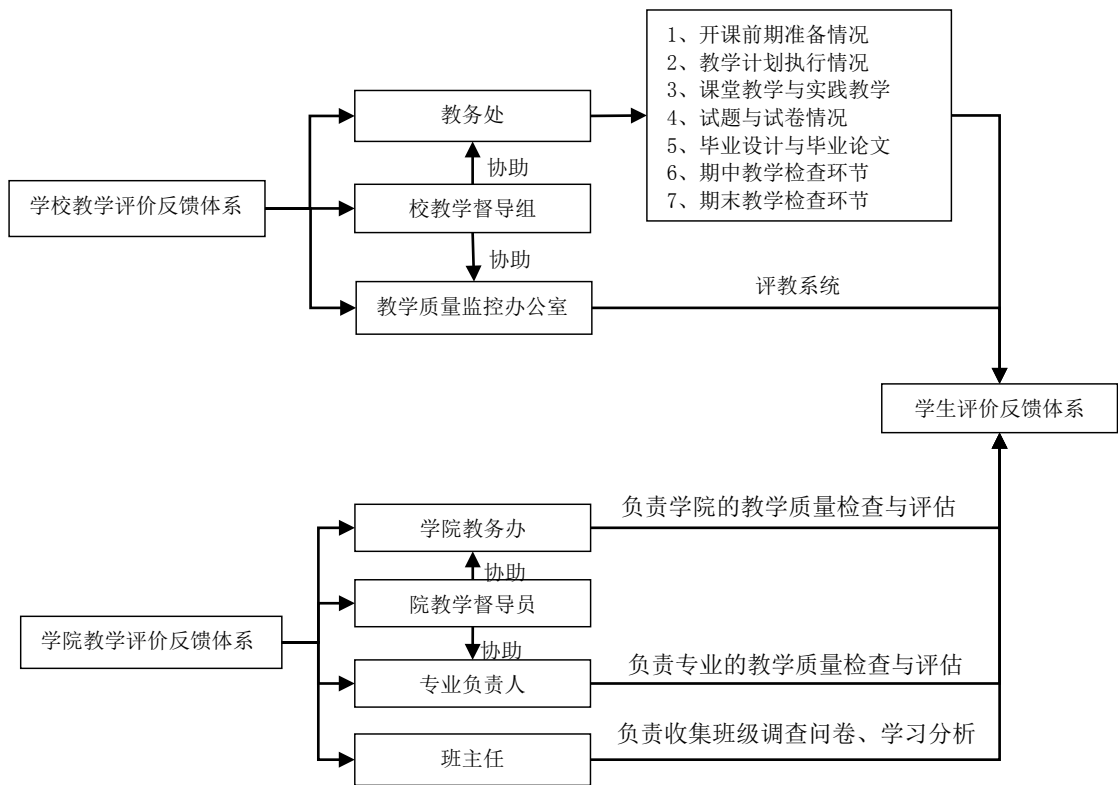 1、开课前期准备情况
2、教学计划执行情况
3、课堂教学与实践教学
4、试题与试卷情况
5、毕业设计与毕业论文
6、期中教学检查环节
7、期末教学检查环节
教务处
协助
学校教学评价反馈体系
校教学督导组
协助
教学质量监控办公室
评教系统
学生评价反馈体系
负责学院的教学质量检查与评估
学院教务办
协助
院教学督导员
学院教学评价反馈体系
协助
负责专业的教学质量检查与评估
专业负责人
负责收集班级调查问卷、学习分析
班主任